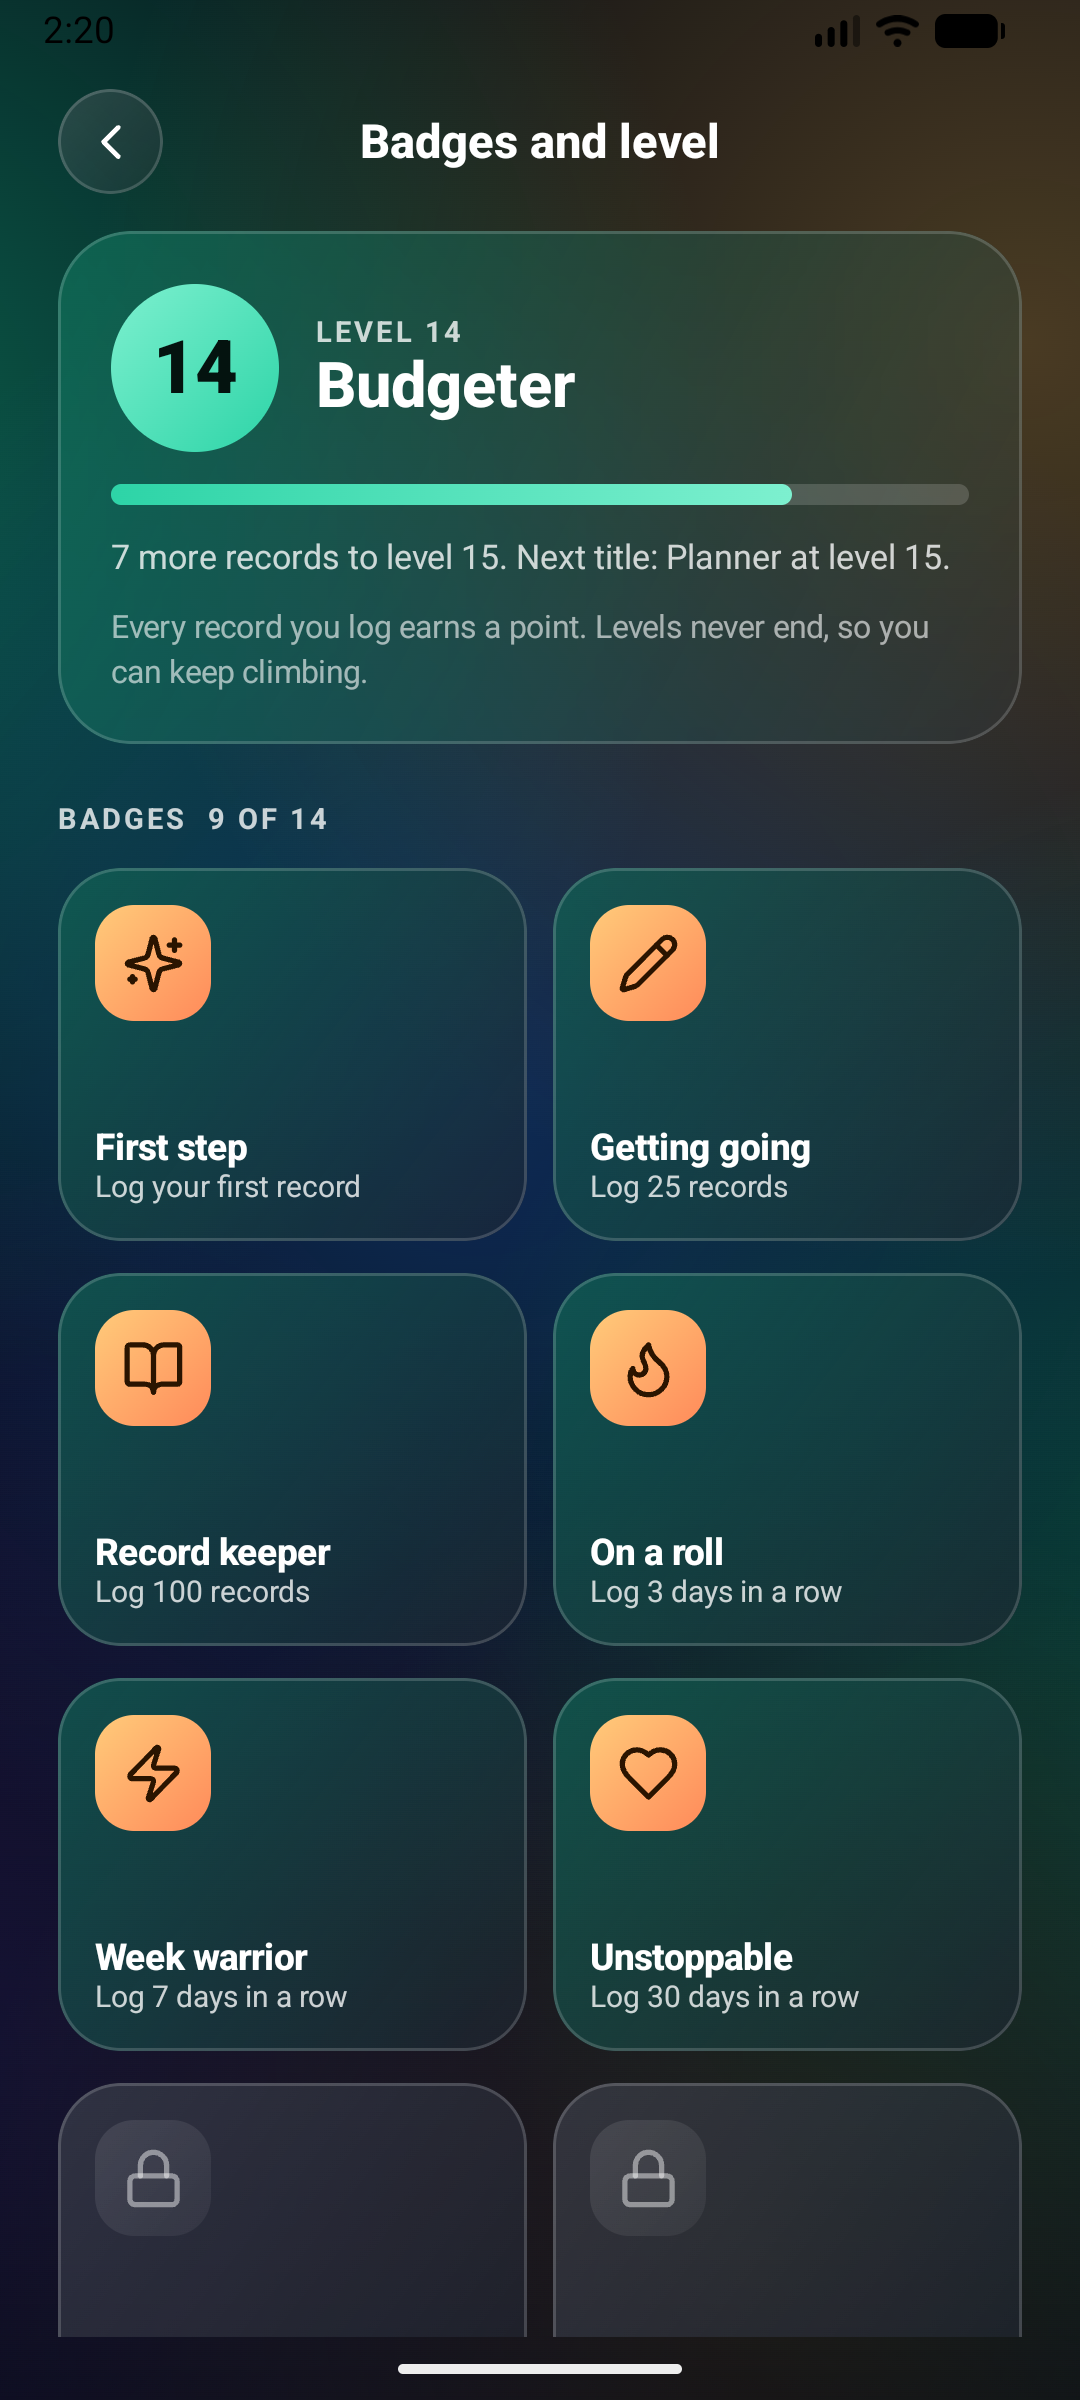 2:20
Badges and level
14
LEVEL 14
Budgeter
7 more records to level 15. Next title: Planner at level 15.
Every record you log earns a point. Levels never end, so you
can keep climbing.
BADGES 9 OF 14
First step
Log your first record
Getting going
Log 25 records
Record keeper
Log 100 records
On a roll
Log 3 days in a row
Week warrior
Log 7 days in a row
Unstoppable
Log 30 days in a row